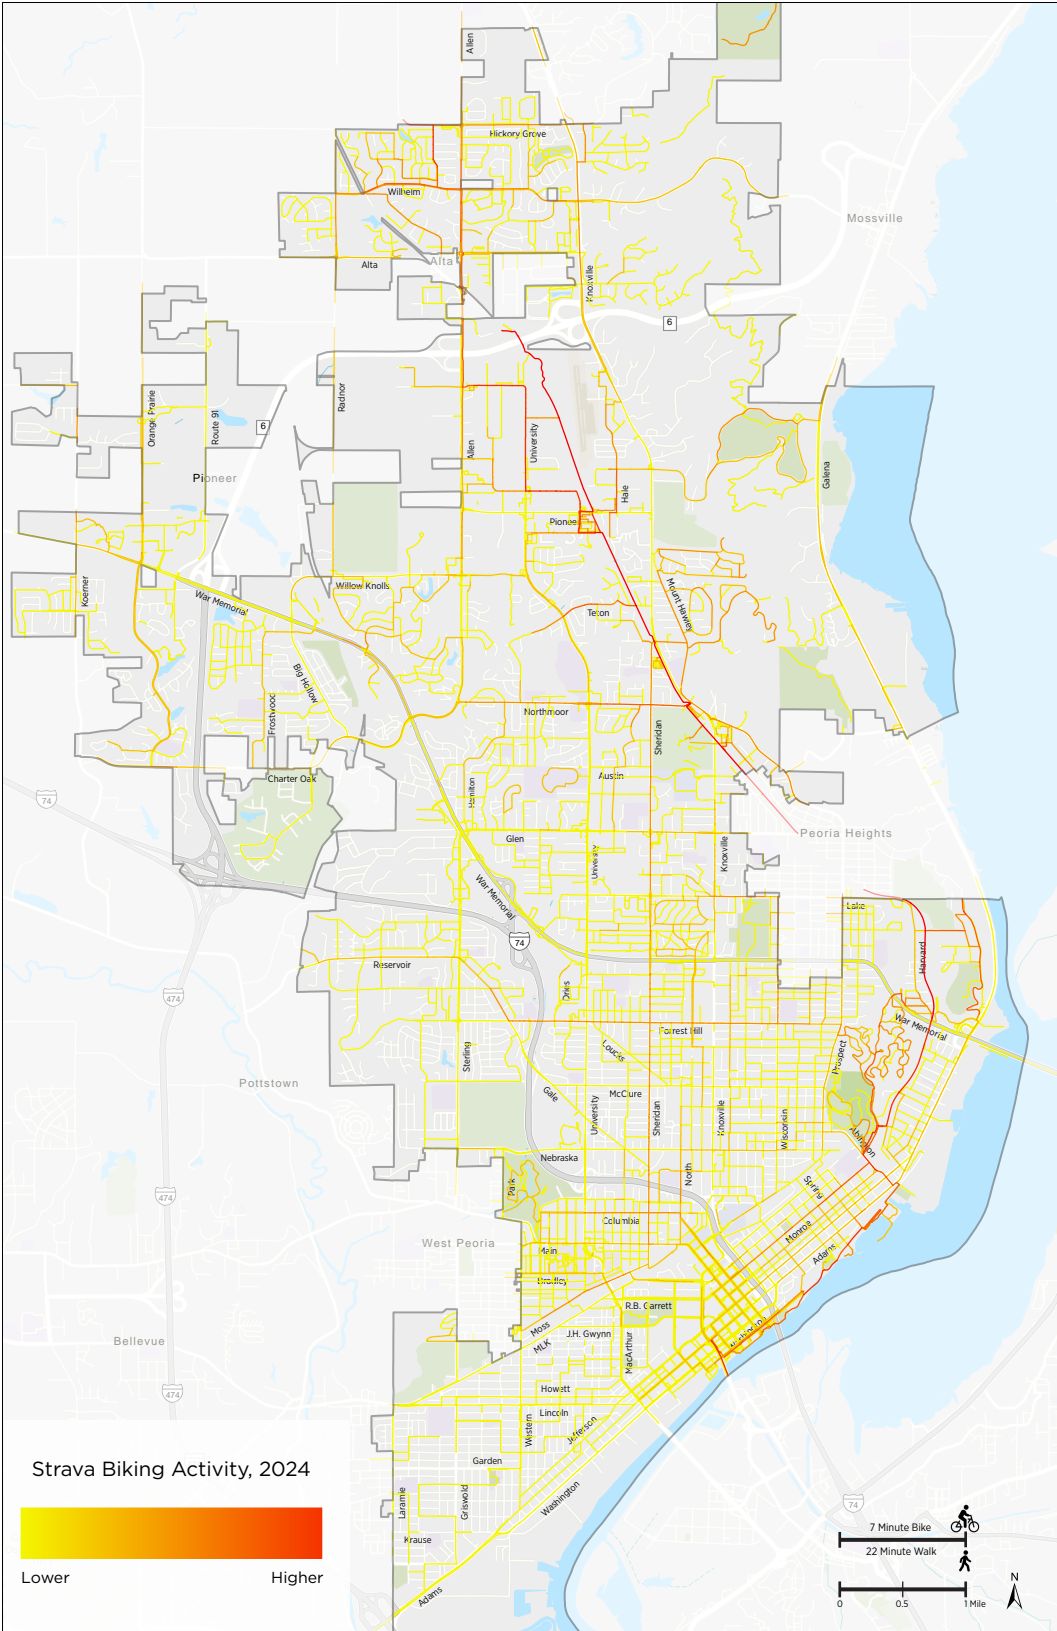 Allen
Hickory Grove
Mossville
Wilhelm
Alta
Alta
Knoxville
6
Radnor
Orange Prairie
Route 91
6
Allen
University
Galena
Pioneer
Hale
Pioneer
Koerner
Willow Knolls
War Memorial
Mount Hawley
Teton
Big Hollow
Frostwood
Northmoor
Sheridan
Charter Oak
Austin
74
Hamilton
Peoria Heights
Glen
University
Knoxville
War Memorial
Lake
74
Harvard
Reservoir
Dries
474
War Memorial
Forrest Hill
Prospect
Loucks
Sterling
Pottstown
Gale
McClure
University
Sheridan
Knoxville
Wisconsin
Abington
Nebraska
North
Park
Spring
474
Columbia
Monroe
West Peoria
Main
Adams
Bradley
R.B. Garrett
Washington
Moss
J.H. Gwynn
Bellevue
MLK
MacArthur
474
Howett
Lincoln
Western
Jefferson
Garden
Strava Biking Activity, 2024
Lower
Higher
Laramie
Griswold
Washington
74
Krause
7 Minute Bike
22 Minute Walk
N
Adams
0
0.5
1 Mile